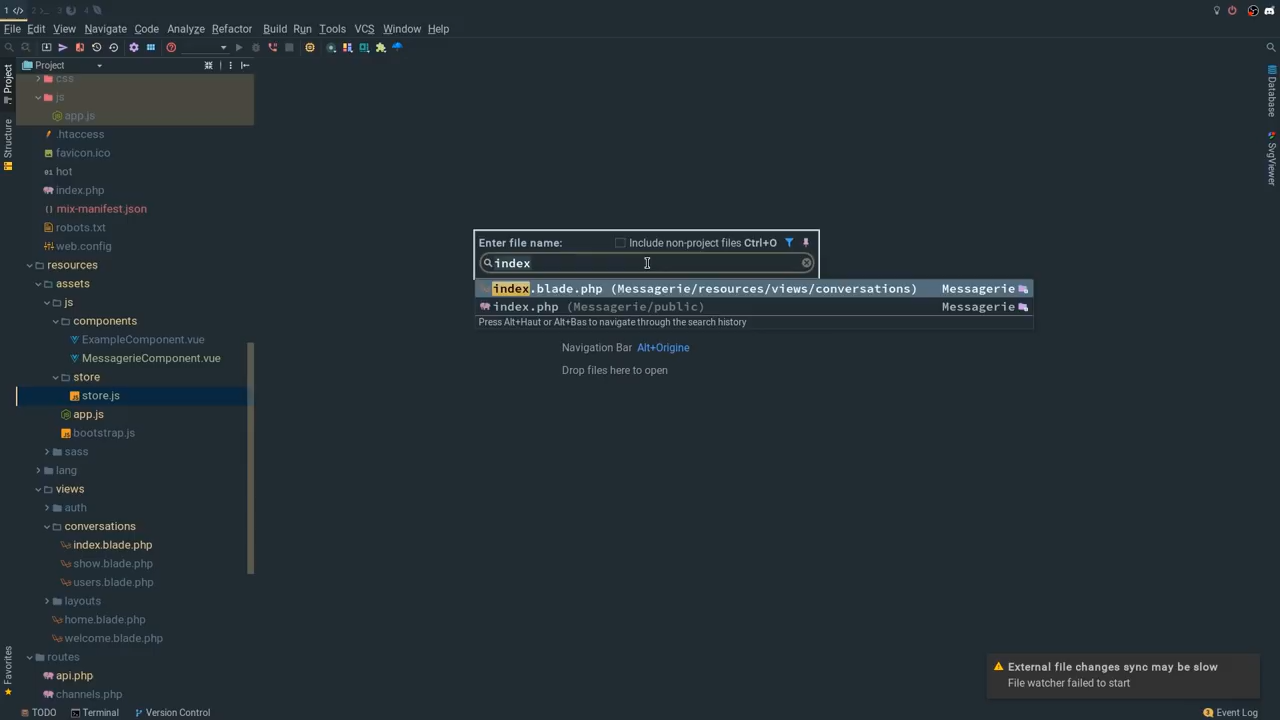 1 </> 2 3 4
File Edit View Navigate Code Analyze Refactor Build Run Tools VCS Window Help
Project
Project
Structure
Favorites
css
js
app.js
.htaccess
favicon.ico
hot
index.php
mix-manifest.json
robots.txt
web.config
resources
assets
js
components
ExampleComponent.vue
MessagerieComponent.vue
store
store.js
app.js
bootstrap.js
sass
lang
views
auth
conversations
index.blade.php
show.blade.php
users.blade.php
layouts
home.blade.php
welcome.blade.php
routes
api.php
channels.php
Enter file name: Include non-project files Ctrl+O
index
index.blade.php (Messagerie/resources/views/conversations) Messagerie
index.php (Messagerie/public) Messagerie
Press Alt+Haut or Alt+Bas to navigate through the search history
Navigation Bar Alt+Origine
Drop files here to open
Database
SvgViewer
External file changes sync may be slow
File watcher failed to start
TODO Terminal Version Control Event Log